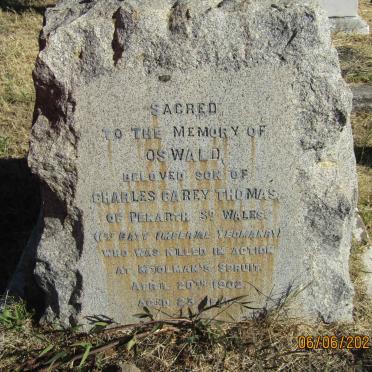 SACRED
TO THE MEMORY OF
OSWALD,
BELOVED SON OF
CHARLES CAREY THOMAS,
OF PENARTH Sº WALES.
(1st BATT IMPERIAL YEOMANRY)
WHO WAS KILLED IN ACTION
AT MOOLMAN'S SPRUIT.
APRIL 20TH 1902
AGED 23
06/06/202